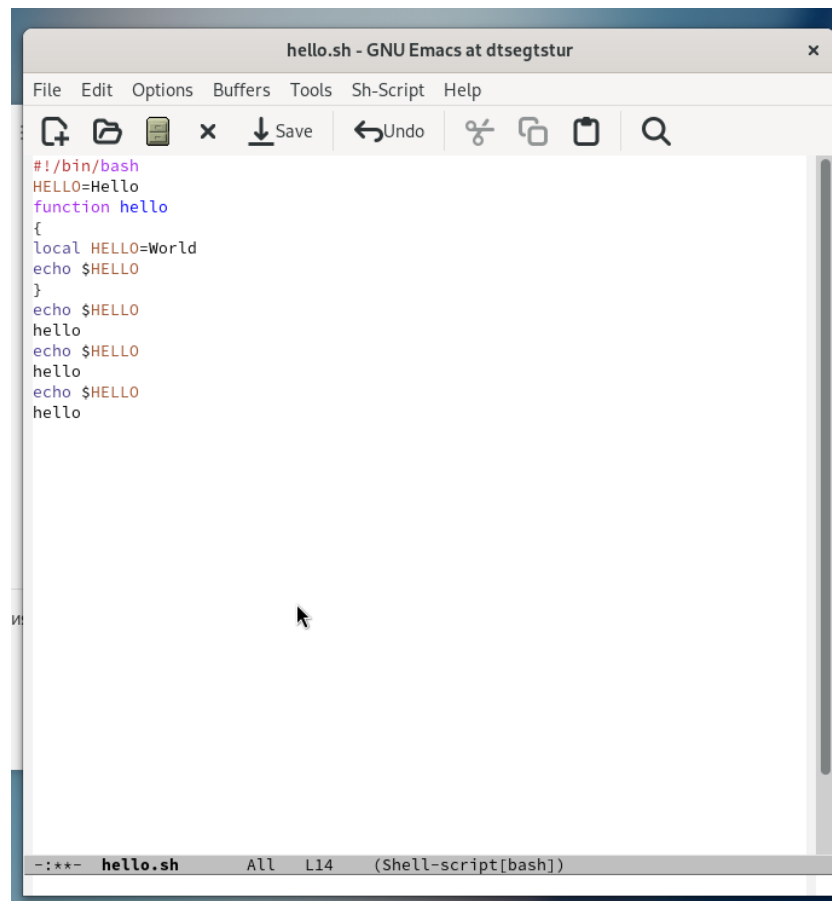 hello.sh - GNU Emacs at dtsegtstur
File Edit Options Buffers Tools Sh-Script Help
Save Undo
#!/bin/bash
HELLO=Hello
function hello
{
local HELLO=World
echo $HELLO
}
echo $HELLO
hello
echo $HELLO
hello
echo $HELLO
hello
-:**- hello.sh All L14 (Shell-script[bash])